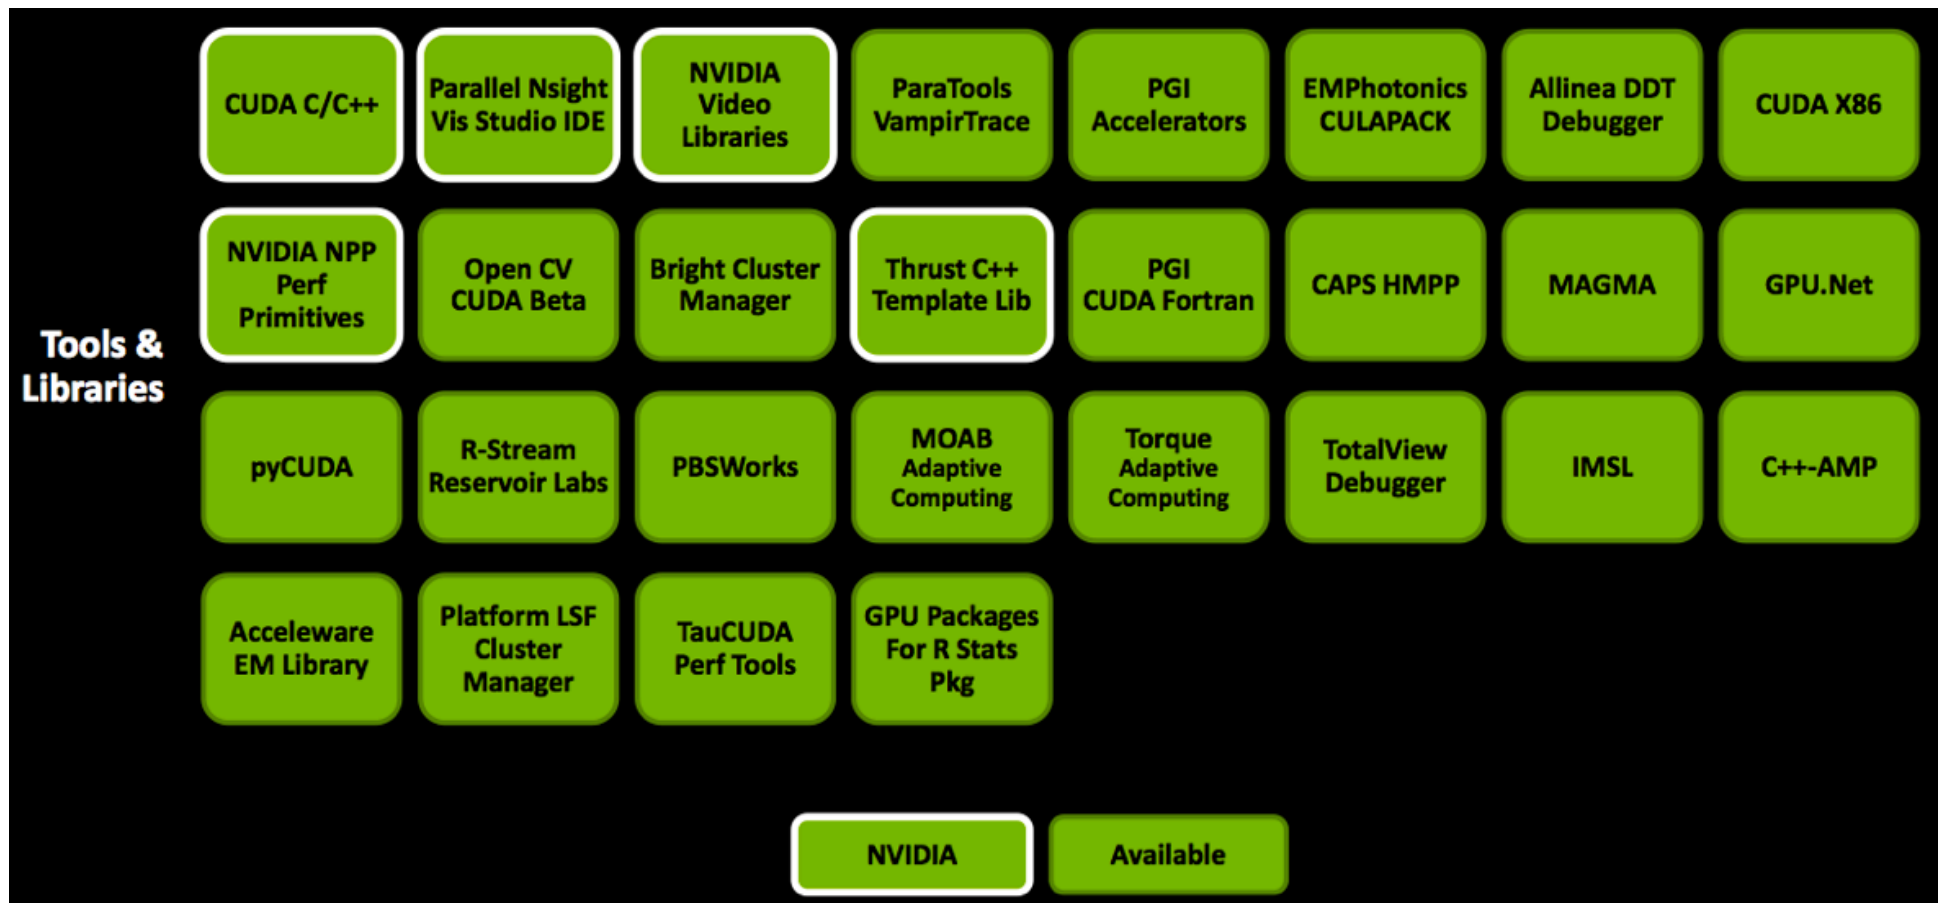 CUDA C/C++
Parallel Nsight
Vis Studio IDE
NVIDIA
Video
Libraries
ParaTools
VampirTrace
PGI
Accelerators
EMPhotonics
CULAPACK
Allinea DDT
Debugger
CUDA X86
Tools &
Libraries
NVIDIA NPP
Perf
Primitives
Open CV
CUDA Beta
Bright Cluster
Manager
Thrust C++
Template Lib
PGI
CUDA Fortran
CAPS HMPP
MAGMA
GPU.Net
pyCUDA
R-Stream
Reservoir Labs
PBSWorks
MOAB
Adaptive
Computing
Torque
Adaptive
Computing
TotalView
Debugger
IMSL
C++-AMP
Acceleware
EM Library
Platform LSF
Cluster
Manager
TauCUDA
Perf Tools
GPU Packages
For R Stats
Pkg
NVIDIA
Available